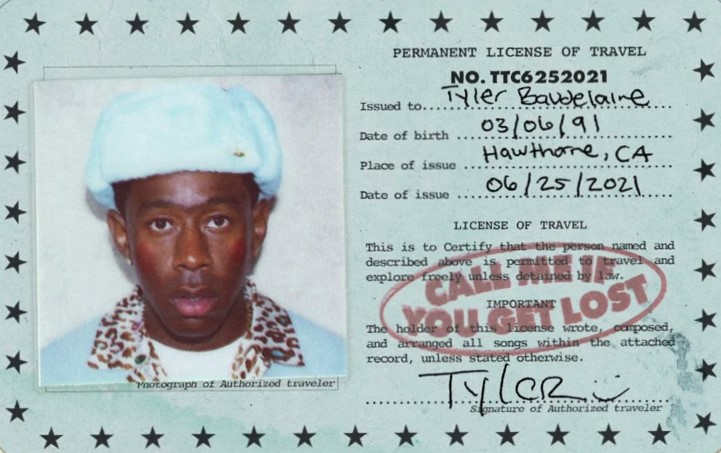 PERMANENT LICENSE OF TRAVEL
NO. TTC6252021
Issued to Tyler Baudelaire
Date of birth 03/06/91
Place of issue Hawthorne, CA
Date of issue 06/25/2021
LICENSE OF TRAVEL
This is to Certify that the person named and
described above is permitted to travel and
explore freely unless detained by law.
CALL ME IF
YOU GET LOST
IMPORTANT
The holder of this license wrote, composed,
and arranged all songs within the attached
record, unless stated otherwise.
TYLER
Signature of Authorized traveler
Photograph of Authorized traveler